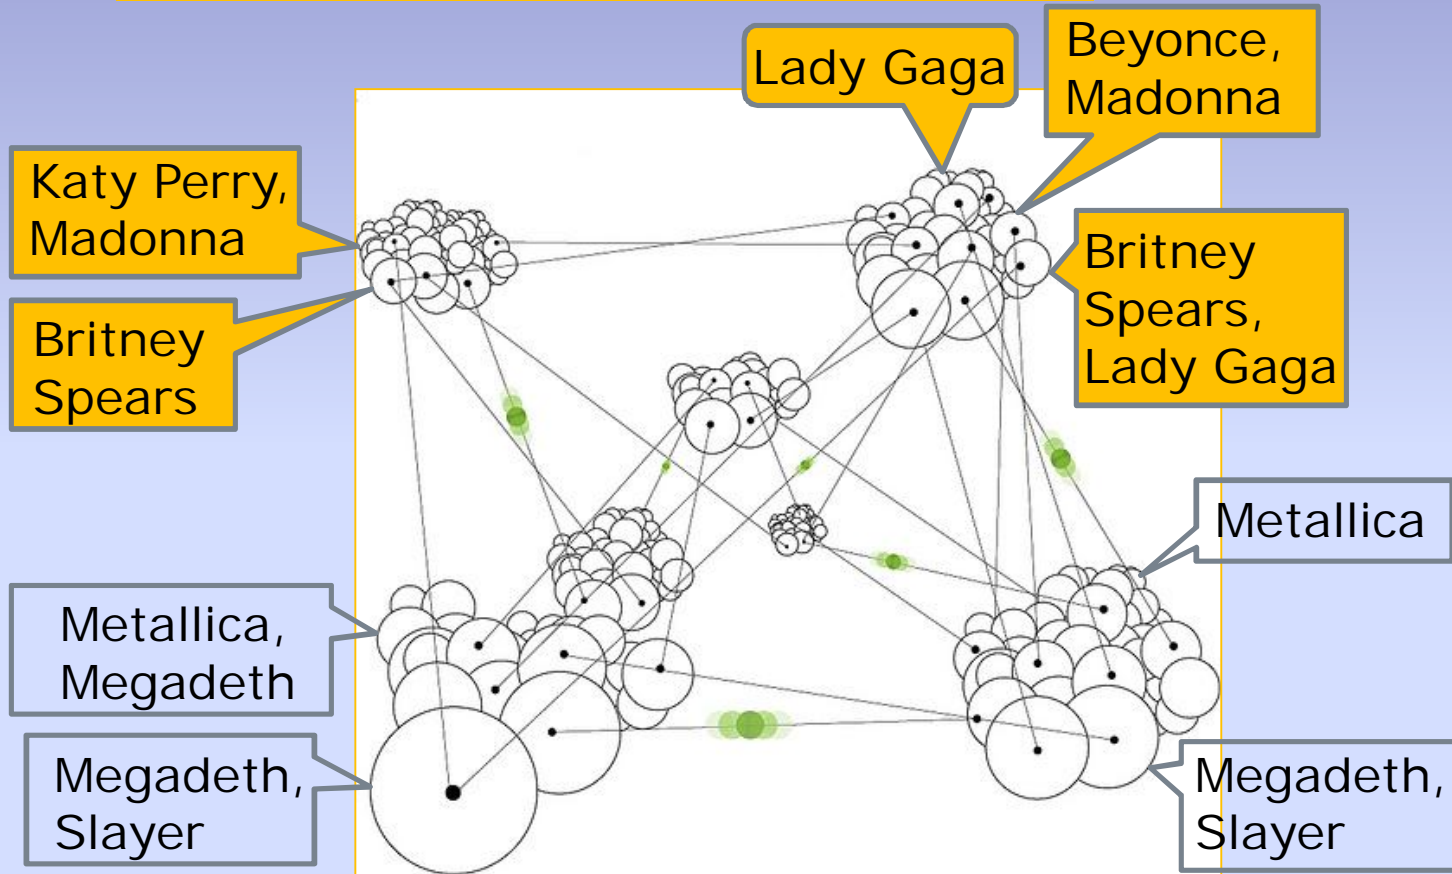 Lady Gaga
Beyonce,
Madonna
Katy Perry,
Madonna
Britney
Spears,
Lady Gaga
Britney
Spears
Metallica
Metallica,
Megadeth
Megadeth,
Slayer
Megadeth,
Slayer